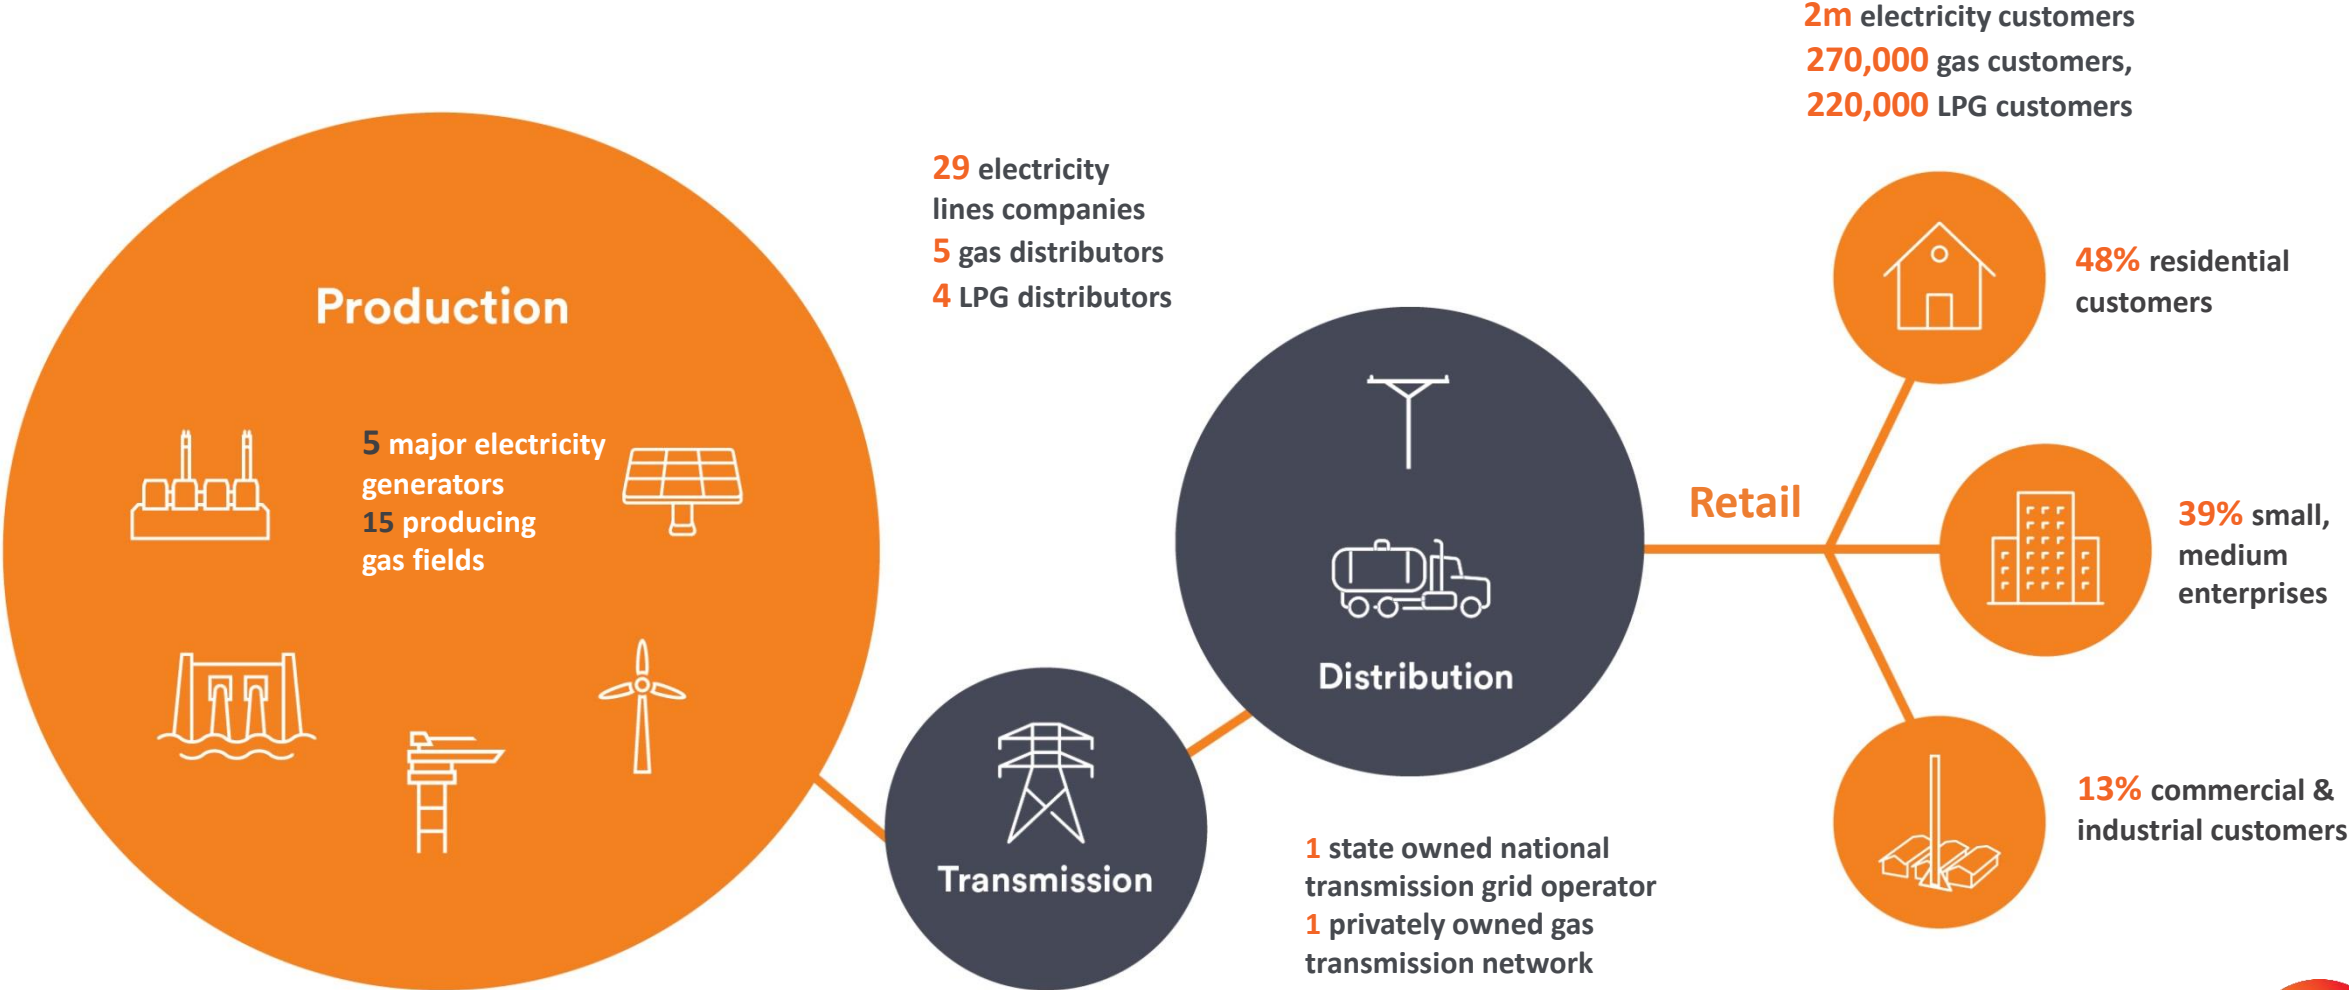 Production
5 major electricity
generators
15 producing
gas fields
29 electricity
lines companies
5 gas distributors
4 LPG distributors
Transmission
Distribution
1 state owned national
transmission grid operator
1 privately owned gas
transmission network
Retail
2m electricity customers
270,000 gas customers,
220,000 LPG customers
48% residential
customers
39% small,
medium
enterprises
13% commercial &
industrial customers